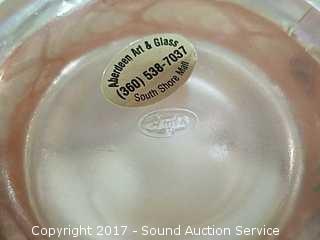 Aberdeen Art & Glass
(360) 538-7037
South Shore Mall
Copyright 2017 - Sound Auction Service